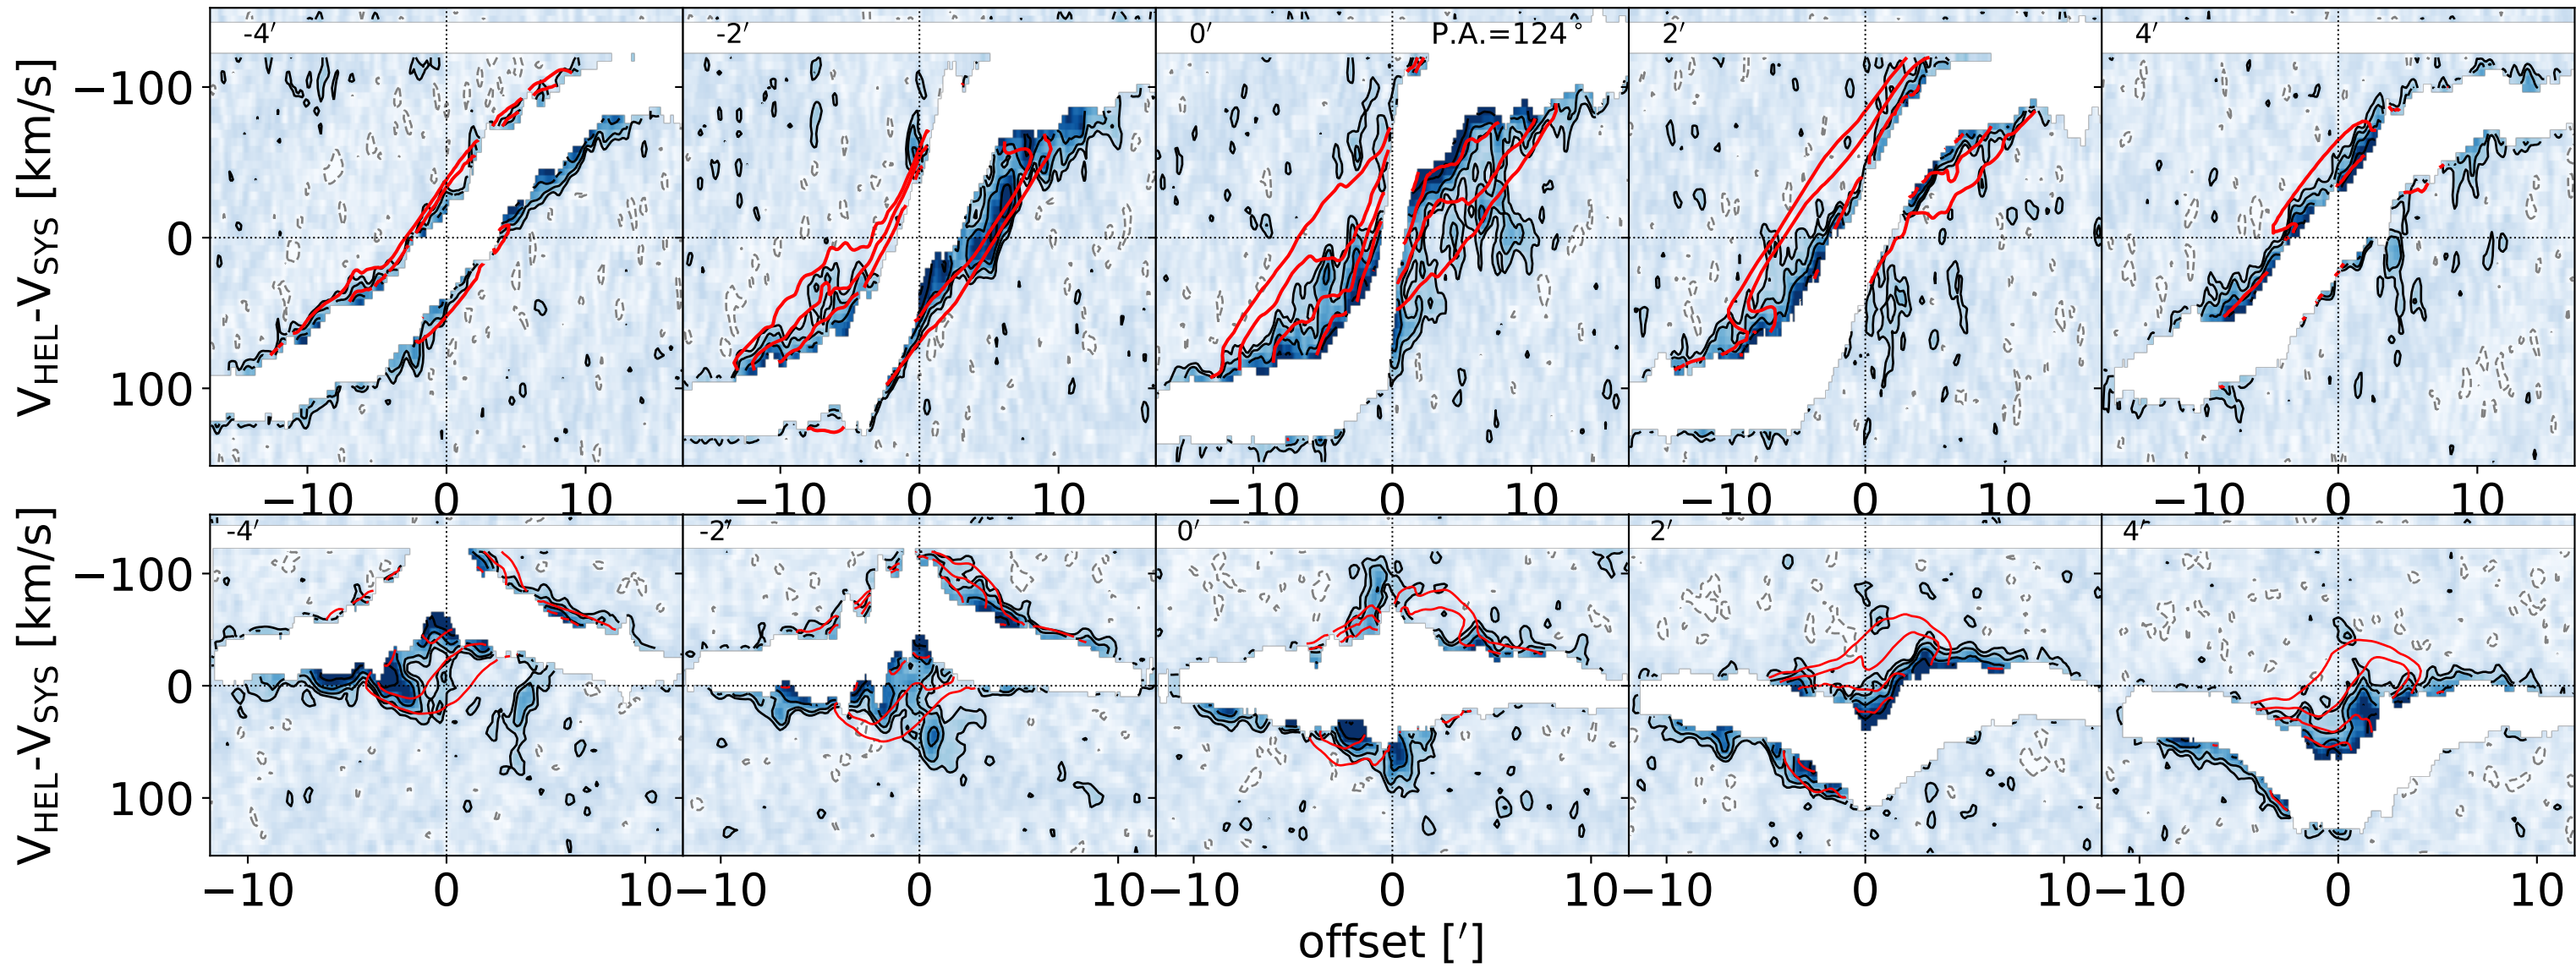 -4′ -2′ 0′ P.A.=124° 2′ 4′
V_HEL-V_SYS [km/s]
−100
0
100
−10 0 10 −10 0 10 −10 0 10 −10 0 10 −10 0 10
-4′ -2′ 0′ 2′ 4′
V_HEL-V_SYS [km/s]
−100
0
100
−10 0 10 −10 0 10 −10 0 10 −10 0 10 −10 0 10
offset [′]